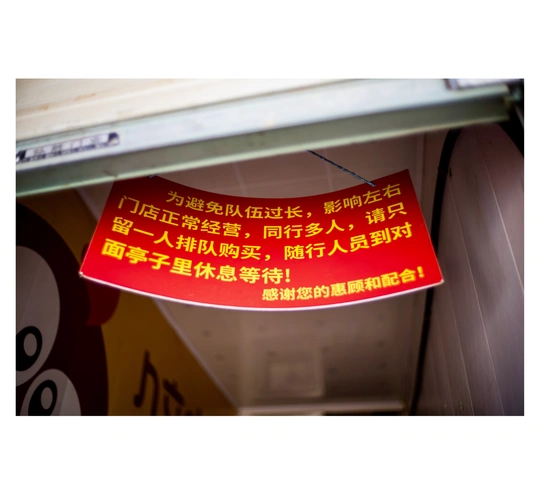 为避免队伍过长，影响左右
门店正常经营，同行多人，请只
留一人排队购买，随行人员到对
面亭子里休息等待！
感谢您的惠顾和配合！